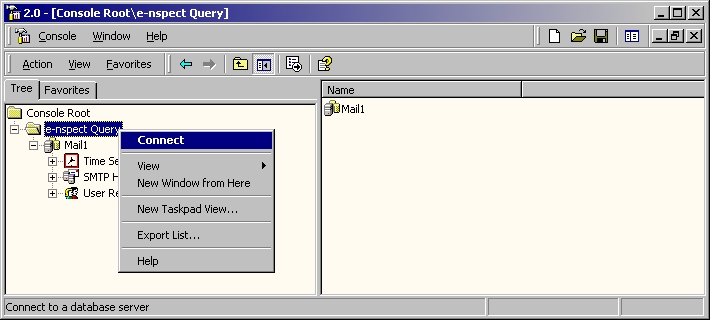 2.0 - [Console Root\e-nspect Query]
Console Window Help
Action View Favorites
Tree Favorites
Name
Console Root
e-nspect Query
Mail1
Mail1
Time Se
SMTP H
User Re
Connect
View
New Window from Here
New Taskpad View...
Export List...
Help
Connect to a database server